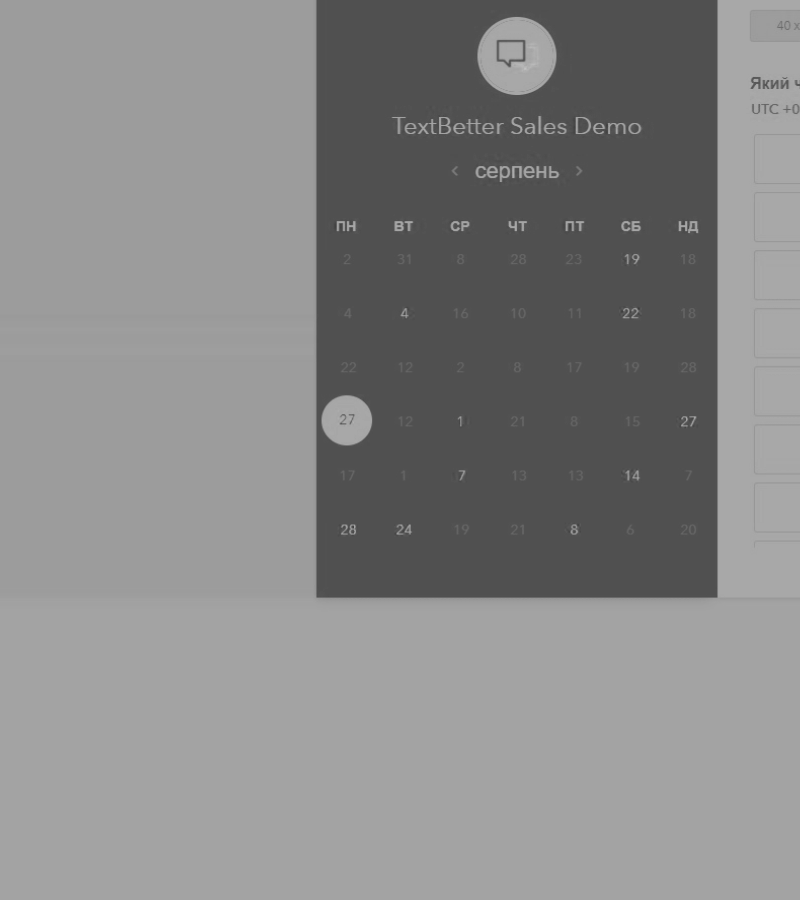 40 x
TextBetter Sales Demo
серпень
Який ч
UTC +0
ПН ВТ СР ЧТ ПТ СБ НД
2 31 8 28 23 19 18
4 4 16 10 11 22 18
22 12 2 8 17 19 28
27 12 1 21 8 15 27
17 1 7 13 13 14 7
28 24 19 21 8 6 20